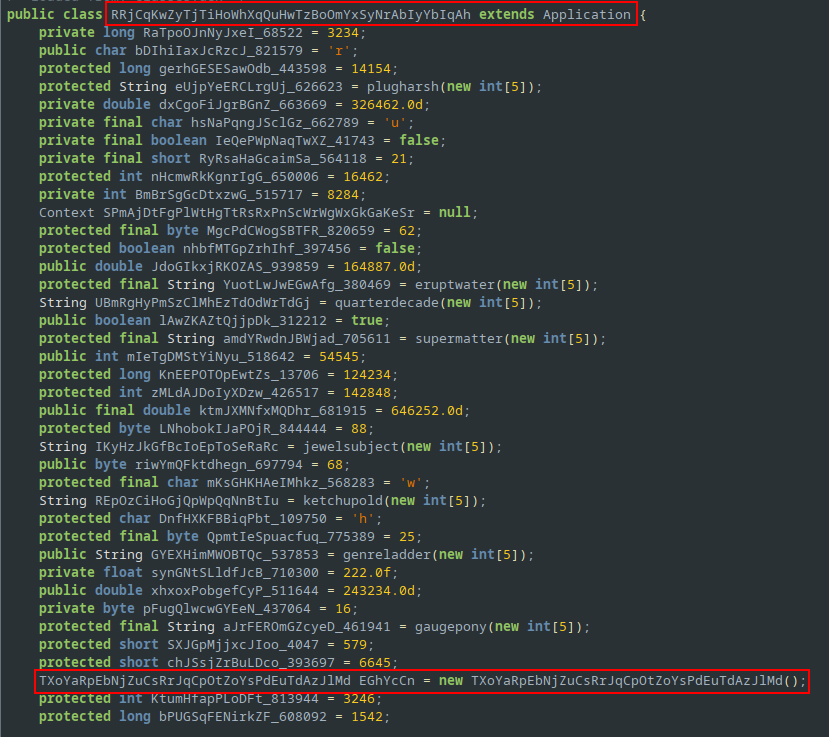 public class RRjCqKwZyTjTiHoWhXqQuHwTzBoOmYxSyNrAbIyYbIqAh extends Application {
private long RaTpoOJnNyJxeI_68522 = 3234;
public char bDIhiIaxJcRzcJ_821579 = 'r';
protected long gerhGESESawOdb_443598 = 14154;
protected String eUjpYeERCLrgUj_626623 = plugharsh(new int[5]);
private double dxCgoFiJgrBGnZ_663669 = 326462.0d;
private final char hsNaPqngJSclGz_662789 = 'u';
private final boolean IeQePWpNaqTwXZ_41743 = false;
private final short RyRsaHaGcaimSa_564118 = 21;
protected int nHcmwRkKgnrIgG_650006 = 16462;
private int BmBrSgGcDtxzwG_515717 = 8284;
Context SPmAjDtFgPlWtHgTtRsRxPnScWrWgWxGkGaKeSr = null;
protected final byte MgcPdCWogSBTFR_820659 = 62;
protected boolean nhbfMTGpZrhIhf_397456 = false;
public double JdoGIkxjRKOZAS_939859 = 164887.0d;
protected final String YuotLwJwEGwAfg_380469 = eruptwater(new int[5]);
String UBmRgHyPmSzClMhEzTdOdWrTdGj = quarterdecade(new int[5]);
public boolean lAwZKAZtQjjpDk_312212 = true;
protected final String amdYRwdnJBWjad_705611 = supermatter(new int[5]);
public int mIeTgDMStYiNyu_518642 = 54545;
protected long KnEEPOTOpEwtZs_13706 = 124234;
protected int zMLdAJDoIyXDzw_426517 = 142848;
public final double ktmJXMNfxMQDhr_681915 = 646252.0d;
protected byte LNhobokIJaPOjR_844444 = 88;
String IKyHzJkGfBcIoEpToSeRaRc = jewelsubject(new int[5]);
public byte riwYmQFktdhegn_697794 = 68;
protected final char mKsGHKHAeIMhkz_568283 = 'w';
String REpOzCiHoGjQpWpQqNnBtIu = ketchupold(new int[5]);
protected char DnfHXKFBBiqPbt_109750 = 'h';
protected final byte QpmtIeSpuacfuq_775389 = 25;
public String GYEXHimMWOBTQc_537853 = genreladder(new int[5]);
private float synGNtSLldfJcB_710300 = 222.0f;
public double xhxoxPobgefCyP_511644 = 243234.0d;
private byte pFugQlwcwGYEeN_437064 = 16;
protected final String aJrFEROmGZcyeD_461941 = gaugepony(new int[5]);
protected short SXJGpMjjxcJIoo_4047 = 579;
protected short chJSsjZrBuLDco_393697 = 6645;
TXoYaRpEbNjZuCsRrJqCpOtZoYsPdEuTdAzJlMd EGhYcCn = new TXoYaRpEbNjZuCsRrJqCpOtZoYsPdEuTdAzJlMd();
protected int KtumHfapPLoDFt_813944 = 3246;
protected long bPUGSqFENirkZF_608092 = 1542;